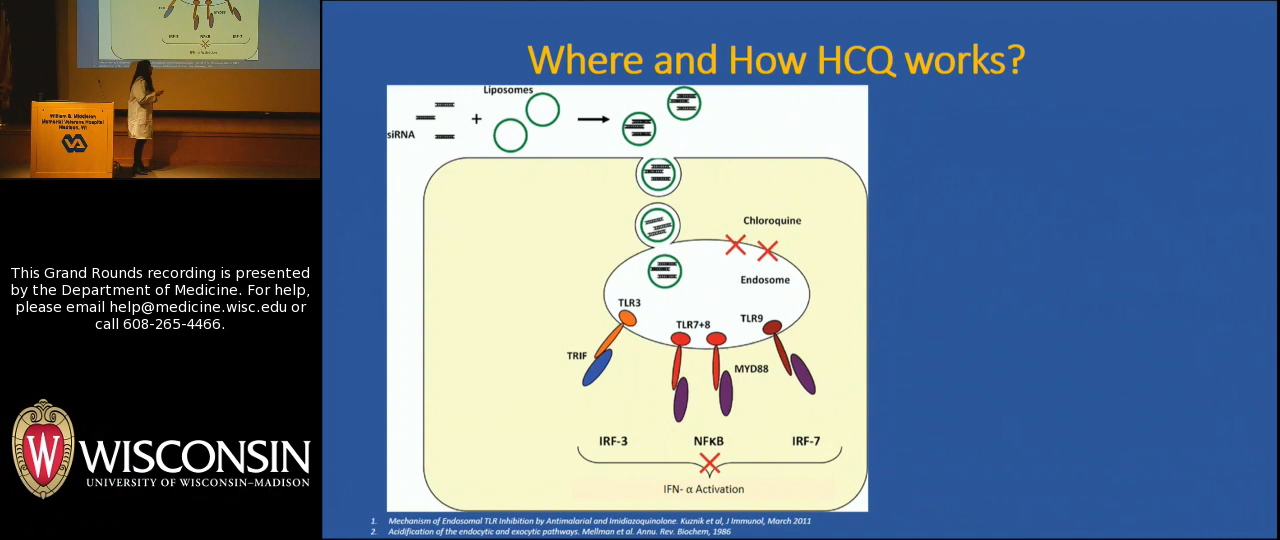 William S. Middleton
Memorial Veterans Hospital
Madison, WI
VA
This Grand Rounds recording is presented
by the Department of Medicine. For help,
please email help@medicine.wisc.edu or
call 608-265-4466.
W
WISCONSIN
UNIVERSITY OF WISCONSIN–MADISON
Where and How HCQ works?
Liposomes
siRNA
+
Chloroquine
Endosome
TLR3
TLR7+8
TLR9
TRIF
MYD88
IRF-3
NFκB
IRF-7
IFN- α Activation
1. Mechanism of Endosomal TLR Inhibition by Antimalarial and Imidiazoquinolone. Kuznik et al, J Immunol, March 2011
2. Acidification of the endocytic and exocytic pathways. Mellman et al. Annu. Rev. Biochem, 1986